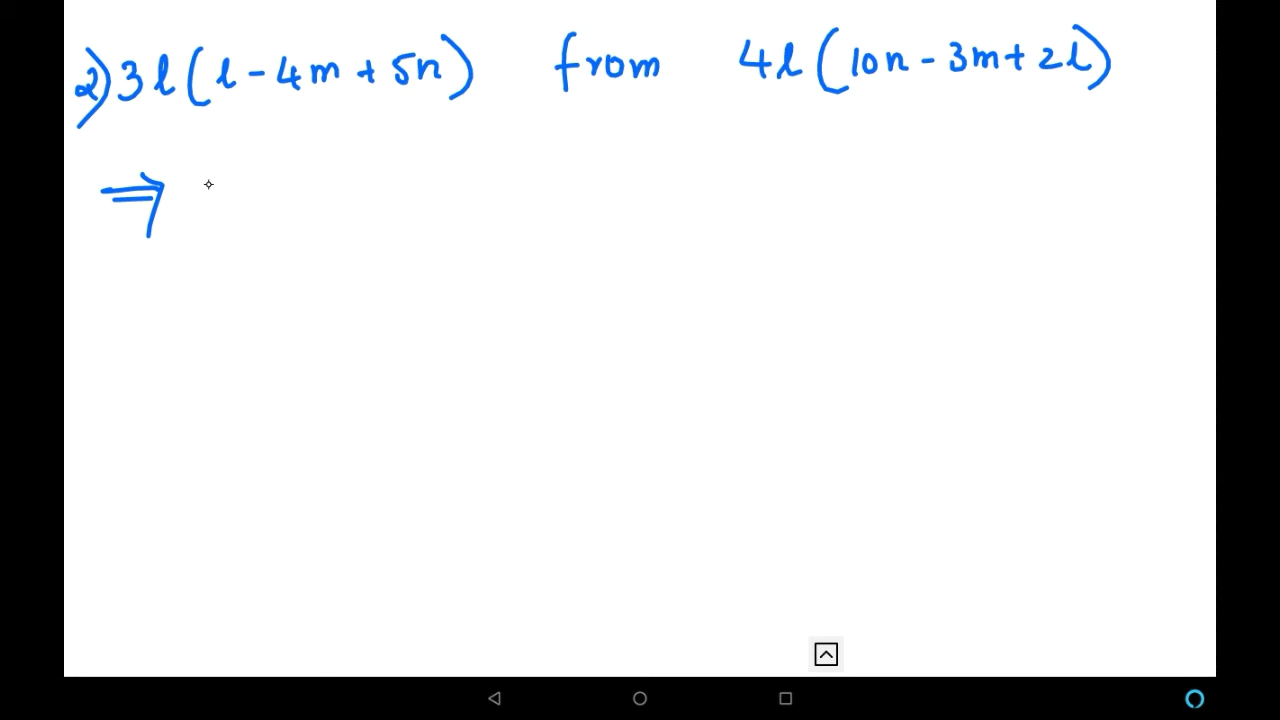 2) 3l(l-4m+5n) from 4l(10n-3m+2l)
⇒